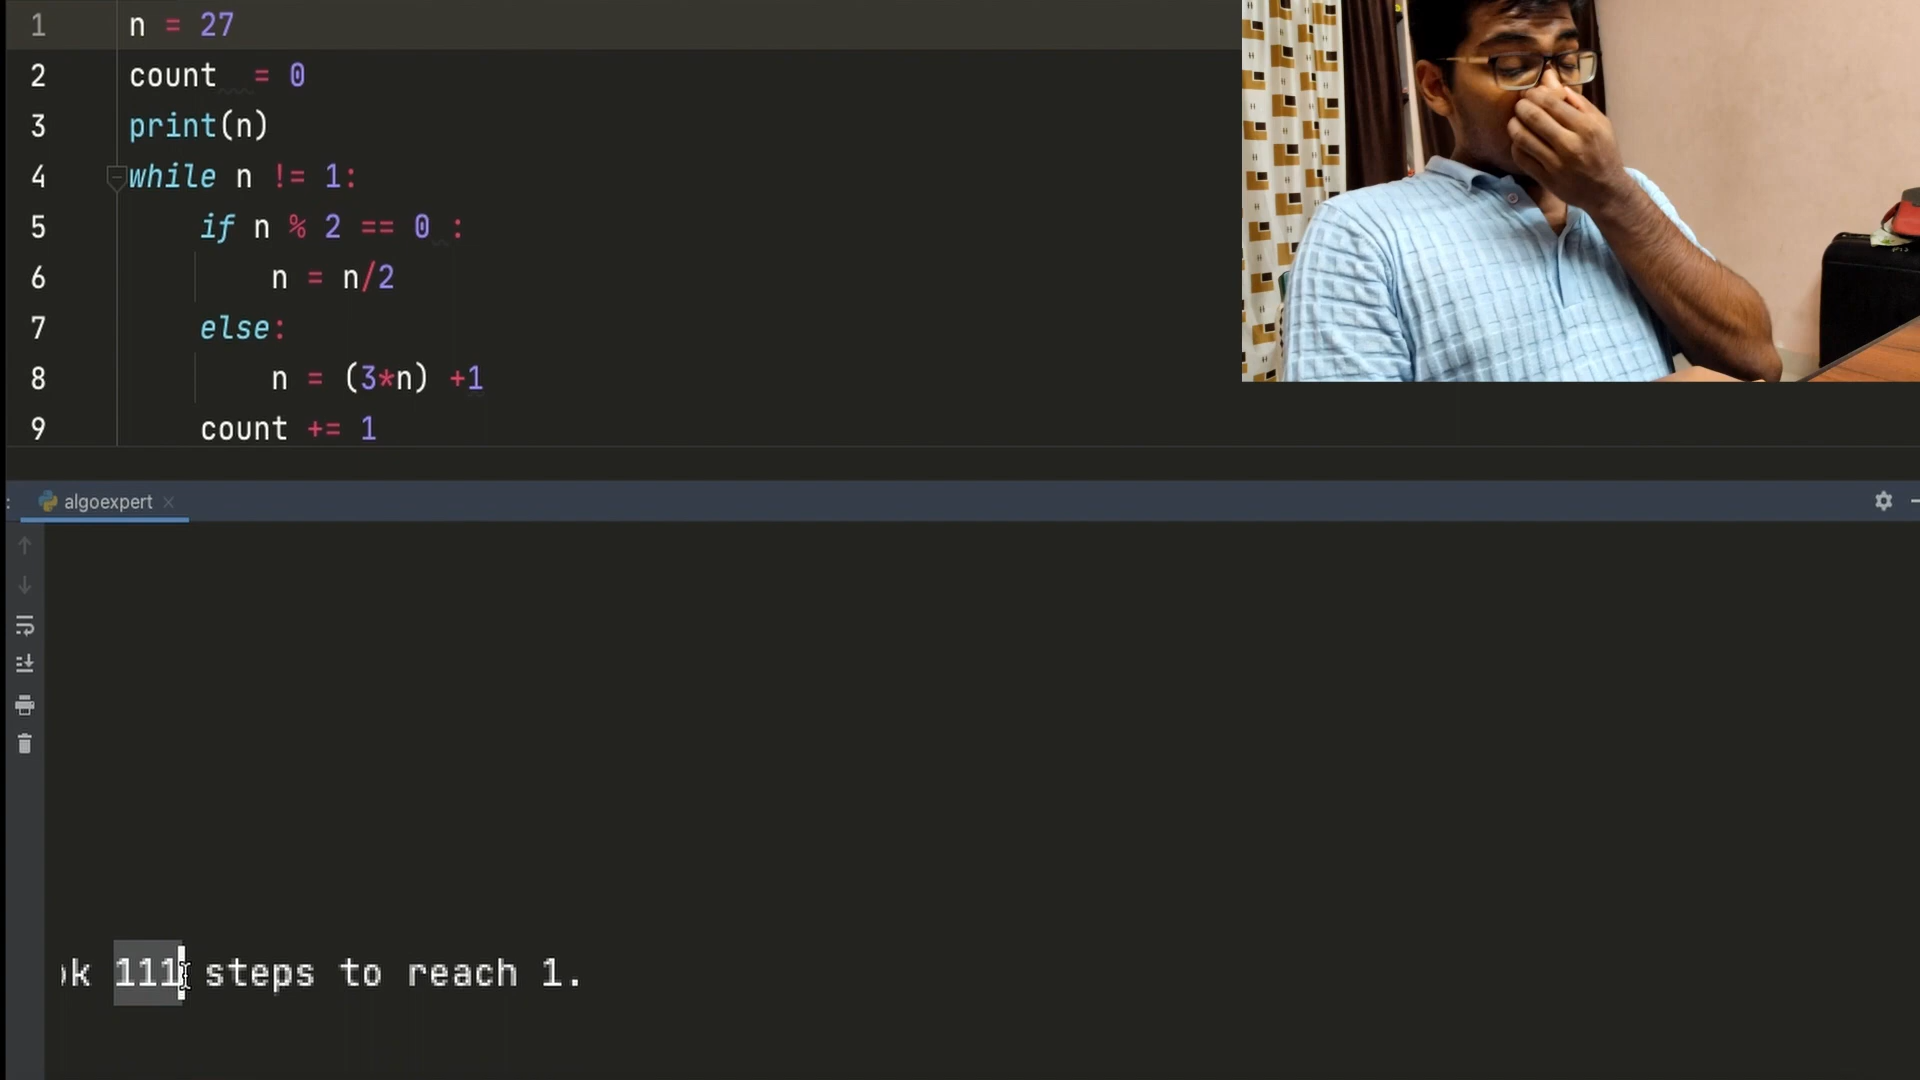 1 n = 27
2 count = 0
3 print(n)
4 while n != 1:
5 if n % 2 == 0 :
6 n = n/2
7 else:
8 n = (3*n) +1
9 count += 1
: algoexpert ×
111 steps to reach 1.